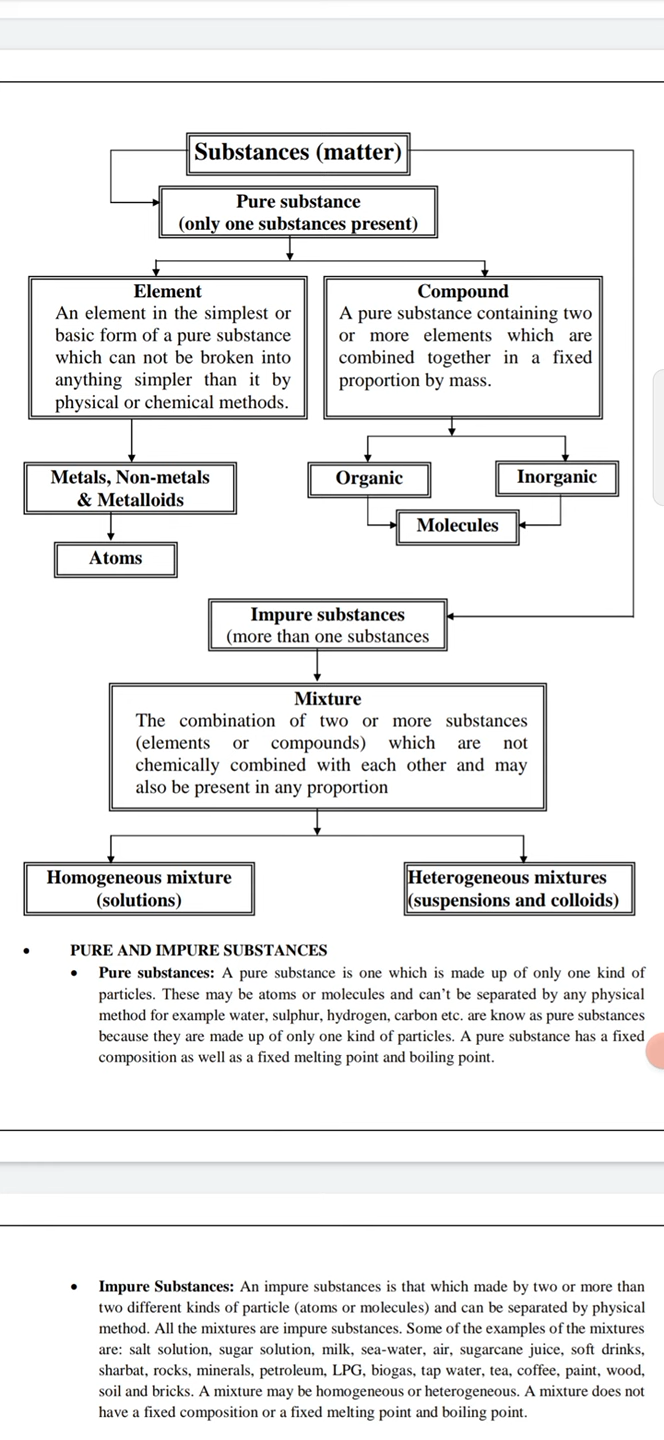 Substances (matter)
Pure substance
(only one substances present)
Element
An element in the simplest or
basic form of a pure substance
which can not be broken into
anything simpler than it by
physical or chemical methods.
Compound
A pure substance containing two
or more elements which are
combined together in a fixed
proportion by mass.
Metals, Non-metals
& Metalloids
Organic
Inorganic
Molecules
Atoms
Impure substances
(more than one substances
Mixture
The combination of two or more substances
(elements or compounds) which are not
chemically combined with each other and may
also be present in any proportion
Homogeneous mixture
(solutions)
Heterogeneous mixtures
(suspensions and colloids)
• PURE AND IMPURE SUBSTANCES
• Pure substances: A pure substance is one which is made up of only one kind of
particles. These may be atoms or molecules and can't be separated by any physical
method for example water, sulphur, hydrogen, carbon etc. are know as pure substances
because they are made up of only one kind of particles. A pure substance has a fixed
composition as well as a fixed melting point and boiling point.
• Impure Substances: An impure substances is that which made by two or more than
two different kinds of particle (atoms or molecules) and can be separated by physical
method. All the mixtures are impure substances. Some of the examples of the mixtures
are: salt solution, sugar solution, milk, sea-water, air, sugarcane juice, soft drinks,
sharbat, rocks, minerals, petroleum, LPG, biogas, tap water, tea, coffee, paint, wood,
soil and bricks. A mixture may be homogeneous or heterogeneous. A mixture does not
have a fixed composition or a fixed melting point and boiling point.